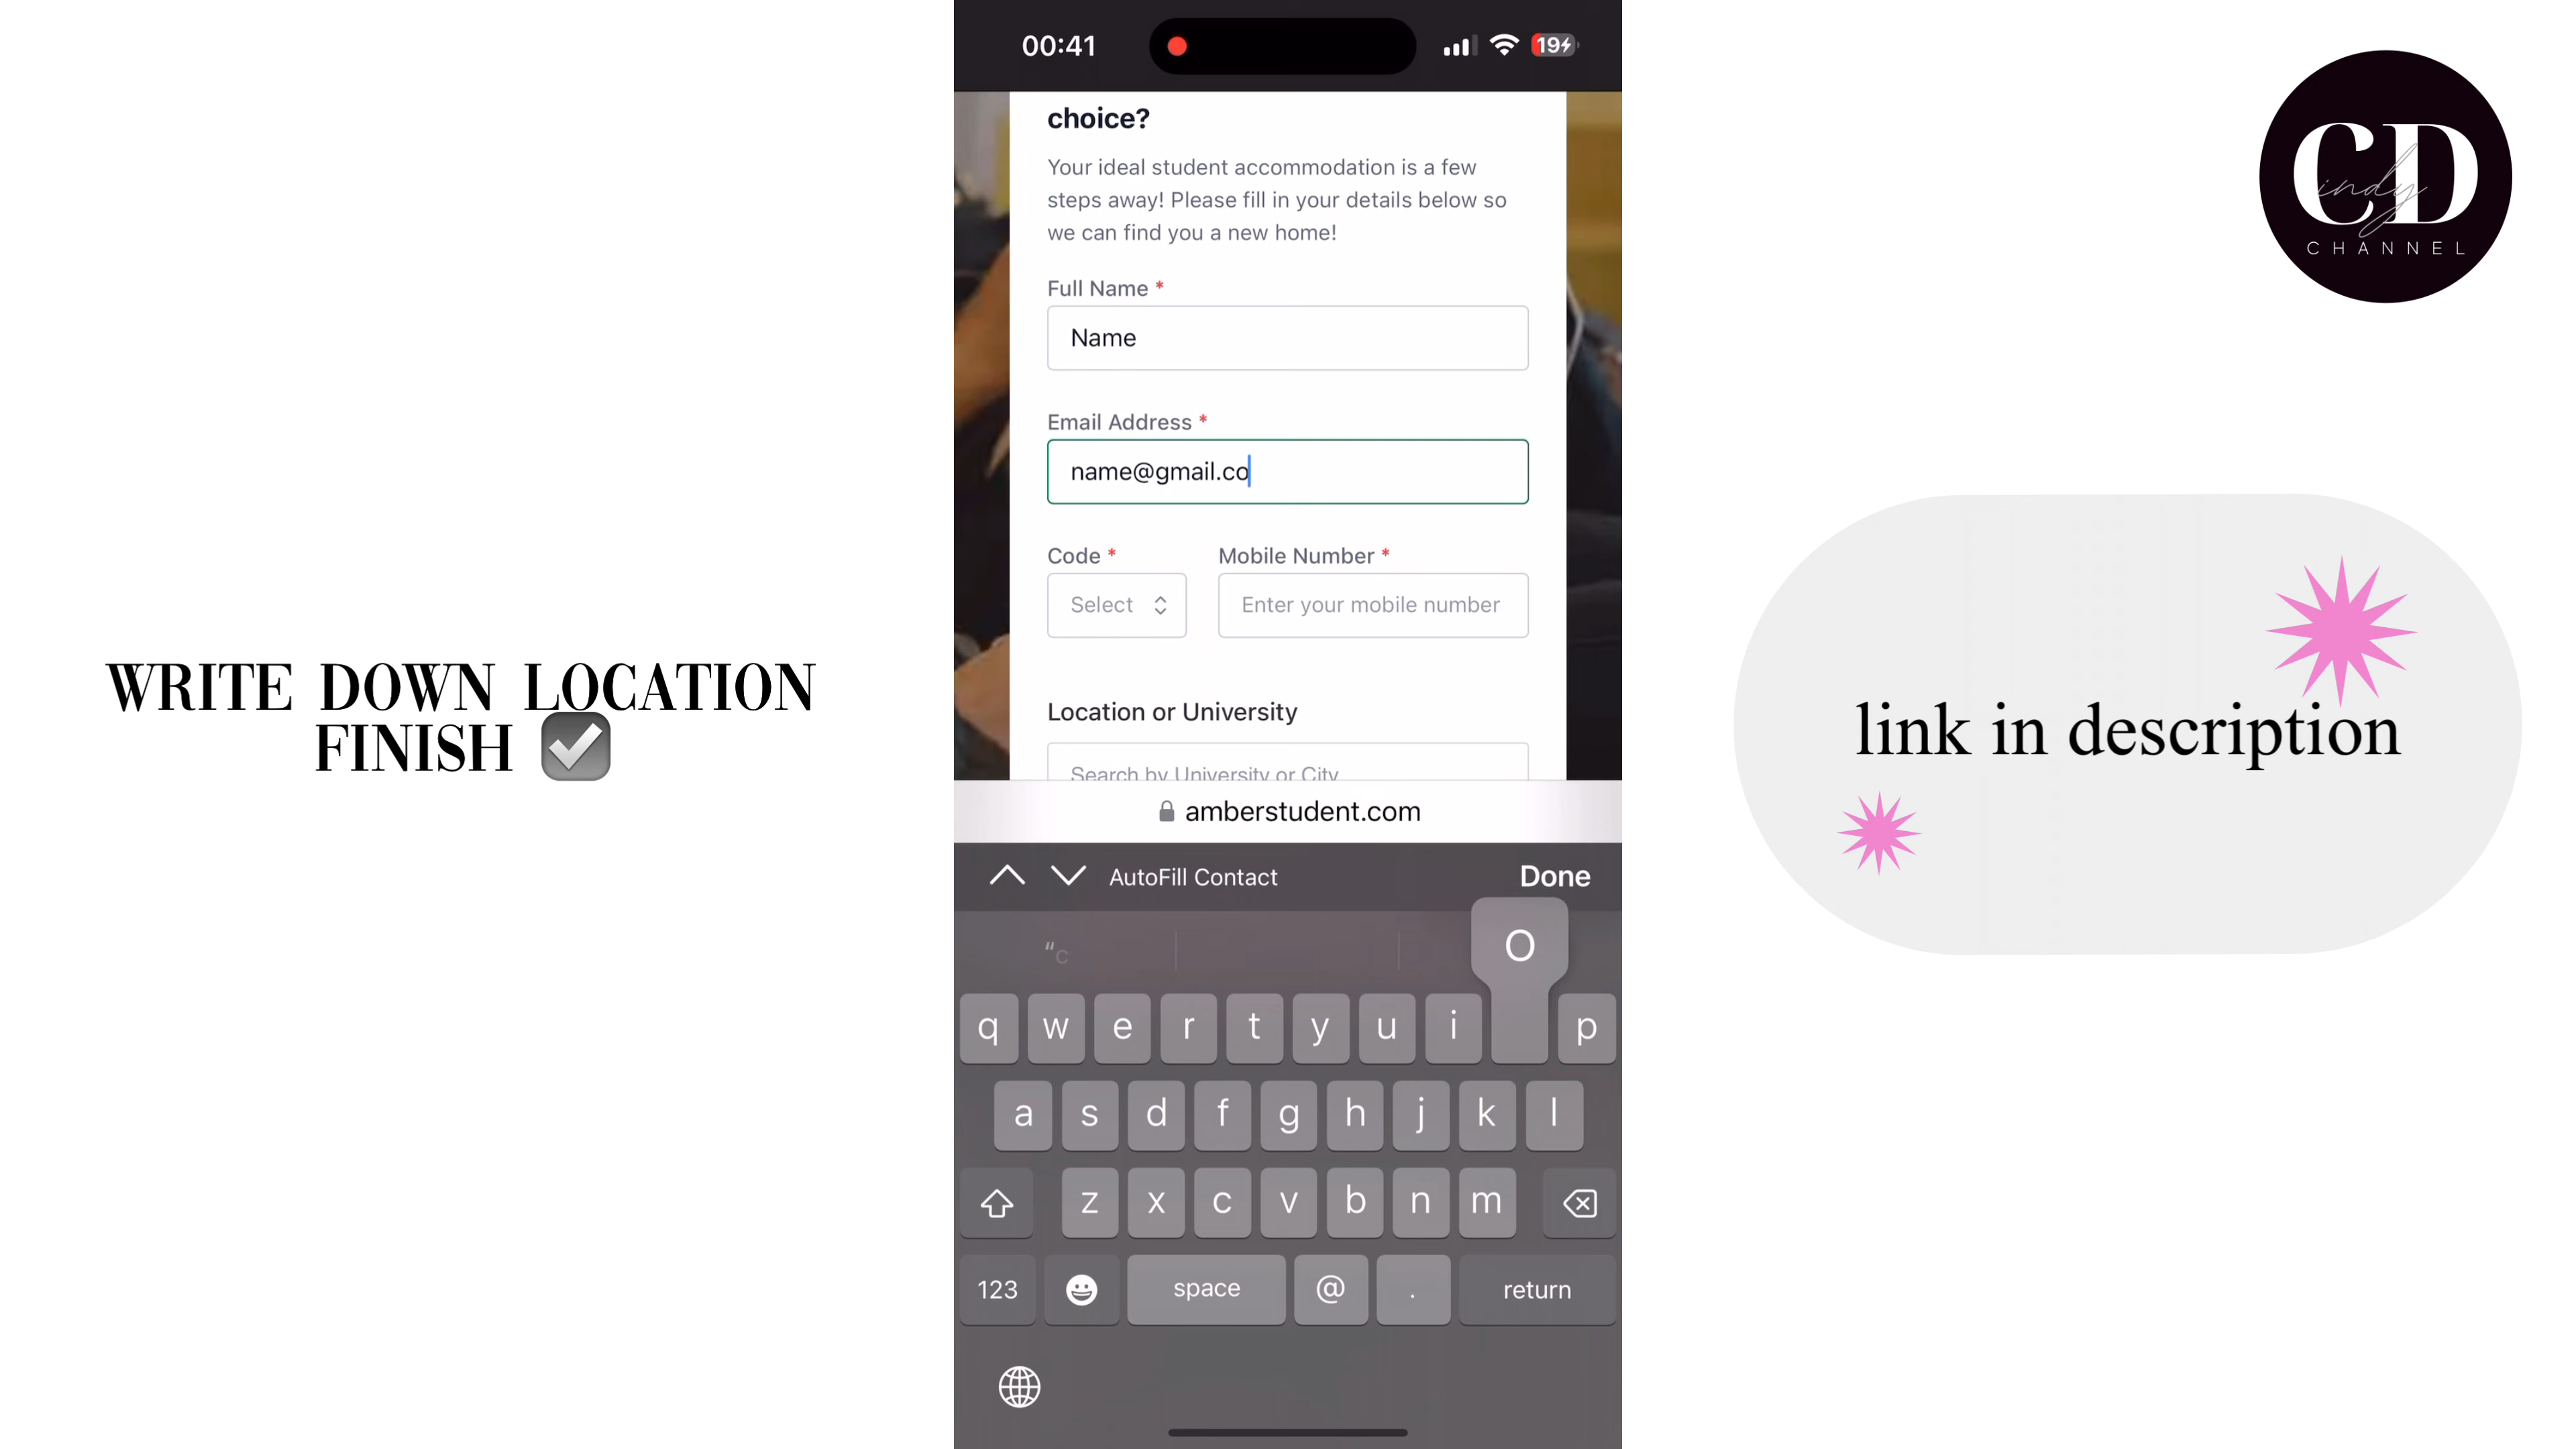 WRITE DOWN LOCATION
FINISH
00:41
19
choice?
Your ideal student accommodation is a few
steps away! Please fill in your details below so
we can find you a new home!
Full Name *
Name
Email Address *
name@gmail.co
Code *
Mobile Number *
Select
Enter your mobile number
Location or University
Search by University or City
amberstudent.com
AutoFill Contact
Done
“c
O
q w e r t y u i p
a s d f g h j k l
z x c v b n m
123 space @ . return
CD
indy
CHANNEL
link in description